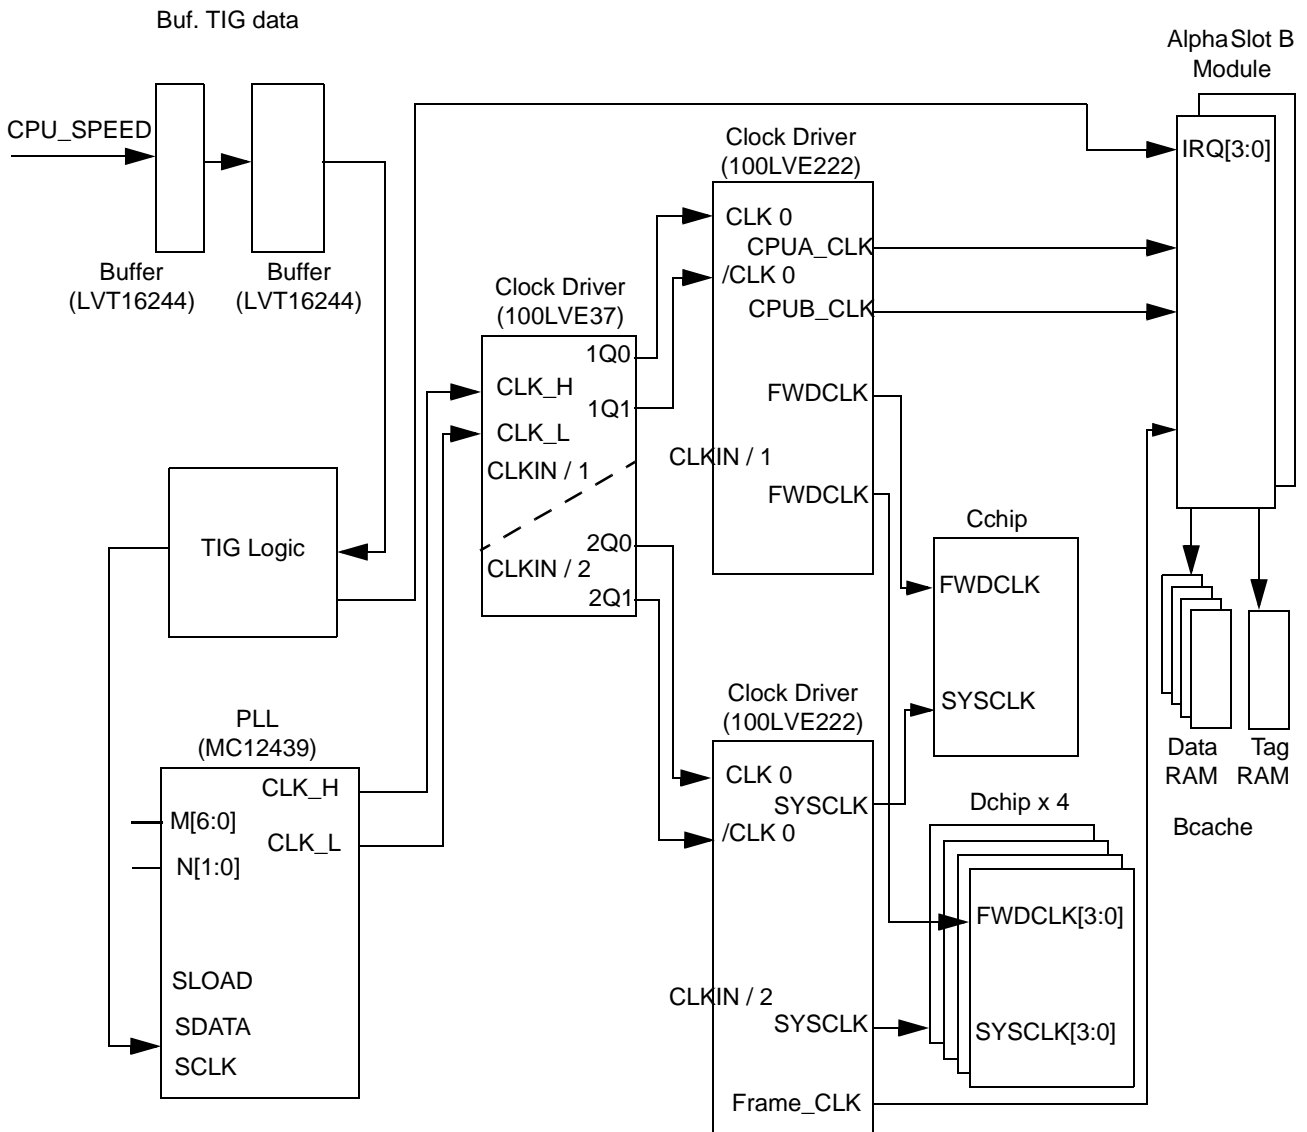 Buf. TIG data
CPU_SPEED
Buffer
(LVT16244)
Buffer
(LVT16244)
AlphaSlot B
Module
IRQ[3:0]
Clock Driver
(100LVE222)
CLK 0
CPUA_CLK
/CLK 0
CPUB_CLK
FWDCLK
CLKIN / 1
FWDCLK
Clock Driver
(100LVE37)
1Q0
CLK_H
1Q1
CLK_L
CLKIN / 1
2Q0
CLKIN / 2
2Q1
TIG Logic
Cchip
FWDCLK
SYSCLK
Data
RAM
Tag
RAM
Bcache
PLL
(MC12439)
CLK_H
M[6:0]
CLK_L
N[1:0]
SLOAD
SDATA
SCLK
Clock Driver
(100LVE222)
CLK 0
SYSCLK
/CLK 0
CLKIN / 2
SYSCLK
Frame_CLK
Dchip x 4
FWDCLK[3:0]
SYSCLK[3:0]